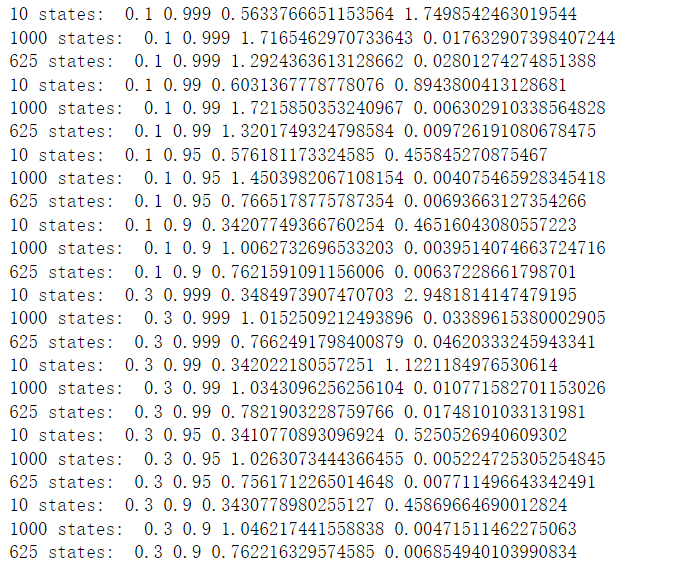 10 states:  0.1 0.999 0.5633766651153564 1.7498542463019544
1000 states:  0.1 0.999 1.7165462970733643 0.017632907398407244
625 states:  0.1 0.999 1.2924363613128662 0.02801274274851388
10 states:  0.1 0.99 0.6031367778778076 0.8943800413128681
1000 states:  0.1 0.99 1.7215850353240967 0.006302910338564828
625 states:  0.1 0.99 1.3201749324798584 0.009726191080678475
10 states:  0.1 0.95 0.576181173324585 0.455845270875467
1000 states:  0.1 0.95 1.4503982067108154 0.004075465928345418
625 states:  0.1 0.95 0.7665178775787354 0.00693663127354266
10 states:  0.1 0.9 0.34207749366760254 0.46516043080557223
1000 states:  0.1 0.9 1.0062732696533203 0.0039514074663724716
625 states:  0.1 0.9 0.7621591091156006 0.00637228661798701
10 states:  0.3 0.999 0.3484973907470703 2.9481814147479195
1000 states:  0.3 0.999 1.0152509212493896 0.03389615380002905
625 states:  0.3 0.999 0.7662491798400879 0.04620333245943341
10 states:  0.3 0.99 0.342022180557251 1.1221184976530614
1000 states:  0.3 0.99 1.0343096256256104 0.010771582701153026
625 states:  0.3 0.99 0.7821903228759766 0.01748101033131981
10 states:  0.3 0.95 0.3410770893096924 0.5250526940609302
1000 states:  0.3 0.95 1.0263073444366455 0.005224725305254845
625 states:  0.3 0.95 0.7561712265014648 0.007711496643342491
10 states:  0.3 0.9 0.3430778980255127 0.45869664690012824
1000 states:  0.3 0.9 1.046217441558838 0.00471511462275063
625 states:  0.3 0.9 0.762216329574585 0.006854940103990834